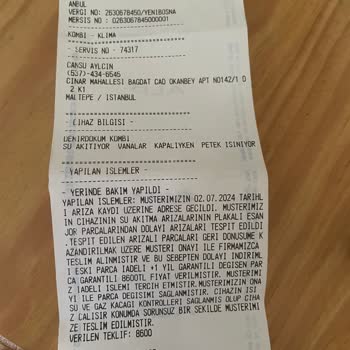 ANBUL
VERGI NO: 2630678450/YENIBOSNA
MERSIS NO : 0263067845000001
KOMBI - KLIMA
- SERVIS NO - 74317
CANSU AYLCIN
(537)-434-6545
CINAR MAHALLESI BAGDAT CAD OKANBEY APT NO142/1 D
2 K1
MALTEPE / ISTANBUL
- CIHAZ BILGISI -
DEMIRDOKUM KOMBI
SU AKITIYOR VANALAR KAPALIYKEN PETEK ISINIYOR
YAPILAN ISLEMLER -
- YERINDE BAKIM YAPILDI -
YAPILAN ISLEMLER: MUSTERIMIZIN 02.07.2024 TARIHL
I ARIZA KAYDI UZERINE ADRESE GECILDI. MUSTERIMIZ
IN CIHAZININ SU AKITMA ARIZALARININ PLAKALI ESAN
JOR PARCALARINDAN DOLAYI ARIZALARI TESPIT EDILDI
.TESPIT EDILEN ARIZALI PARCALARI GERI DONUSUME K
AZANDIRILMAK UZERE MUSTERI ONAYI ILE FIRMAMIZCA
TESLIM ALINMISTIR VE BU SEBEPTEN DOLAYI INDIRIML
I ESKI PARCA IADELI +1 YIL GARANTILI DEGISEN PAR
CA GARANTILI 8600TL FIYAT VERILMISTIR. MUSTERIMI
Z IADELI ISLEMI TERCIH ETMISTIR.MUSTERIMIZIN ONA
YI ILE PARCA DEGISIMI SAGLANMISTIR. CIHAZIN ISI
SU VE GAZ KACAGI KONTROLLERI SAGLANMIS OLUP CIHA
Z CALISIR KONUMDA SORUNSUZ BIR SEKILDE MUSTERIMI
ZE TESLIM EDILMISTIR.
VERILEN TEKLIF: 8600